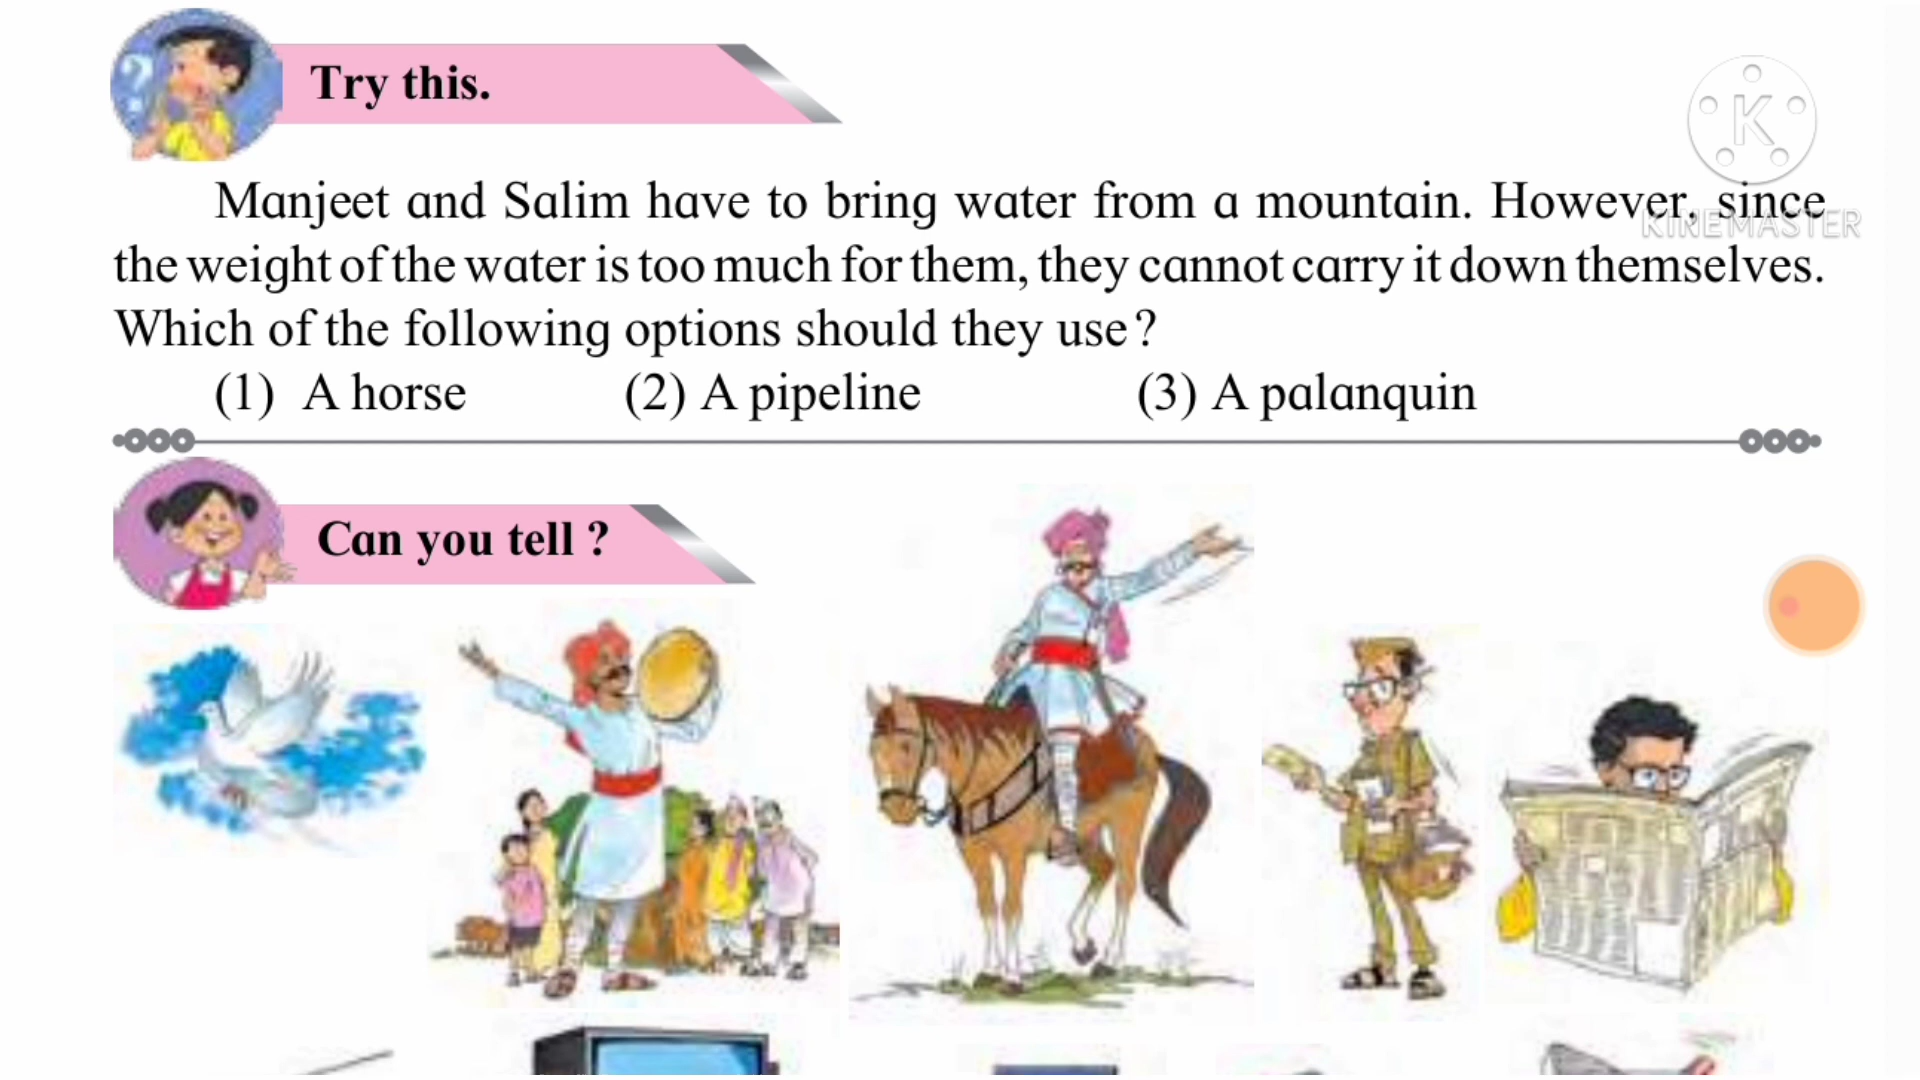 Try this.
K
KINEMASTER
Manjeet and Salim have to bring water from a mountain. However, since
the weight of the water is too much for them, they cannot carry it down themselves.
Which of the following options should they use?
(1) A horse (2) A pipeline (3) A palanquin
Can you tell ?